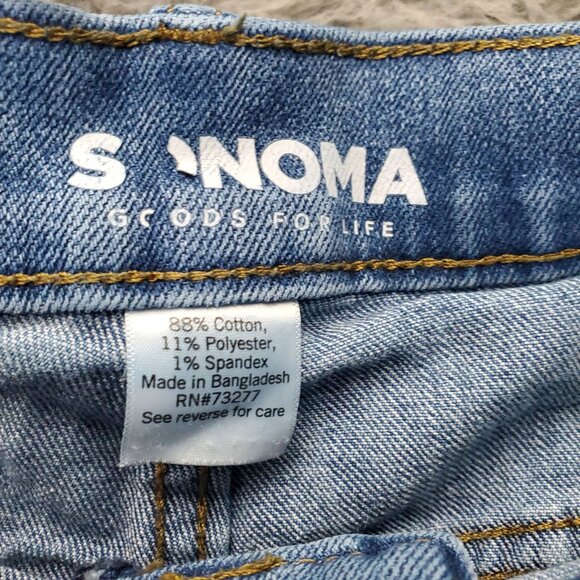 SONOMA
GOODS FOR LIFE
88% Cotton,
11% Polyester,
1% Spandex
Made in Bangladesh
RN#73277
See reverse for care